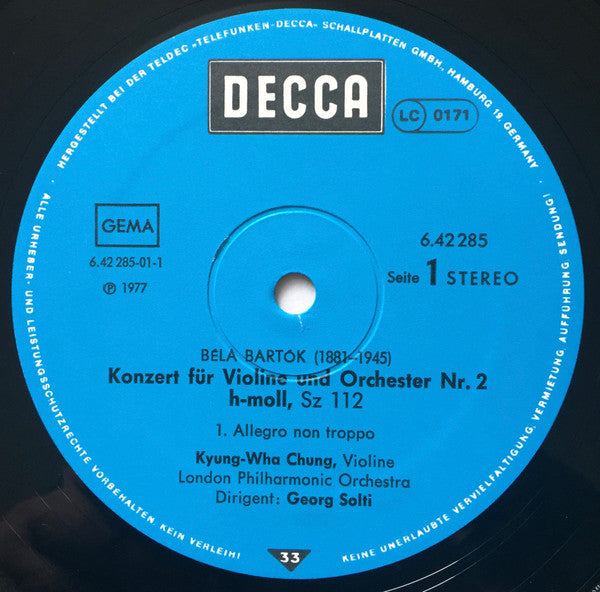 HERGESTELLT BEI DER TELDEC »TELEFUNKEN-DECCA« SCHALLPLATTEN GMBH., HAMBURG 19, GERMANY
DECCA
LC 0171
GEMA
6.42 285-01-1
℗ 1977
6.42 285
Seite 1 STEREO
BÉLA BARTÓK (1881-1945)
Konzert für Violine und Orchester Nr. 2
h-moll, Sz 112
1. Allegro non troppo
Kyung-Wha Chung, Violine
London Philharmonic Orchestra
Dirigent: Georg Solti
ALLE URHEBER- UND LEISTUNGSSCHUTZRECHTE VORBEHALTEN KEIN VERLEIH!
33
KEINE UNERLAUBTE VERVIELFÄLTIGUNG, VERMIETUNG, AUFFÜHRUNG, SENDUNG!